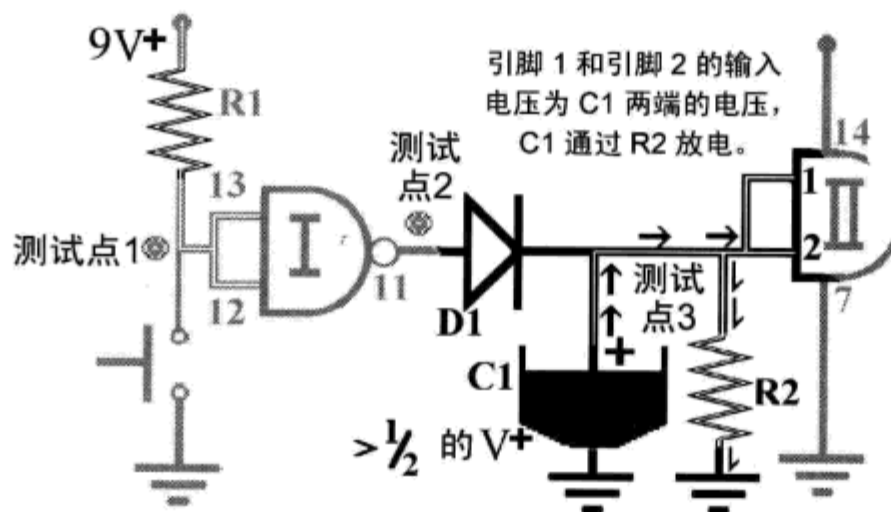 9V+
R1
引脚 1 和引脚 2 的输入
电压为 C1 两端的电压，
C1 通过 R2 放电。
14
13
测试
点2
1
测试点1
I
II
2
12
11
D1
测试
点3
7
+
C1
R2
>1/2 的 V+